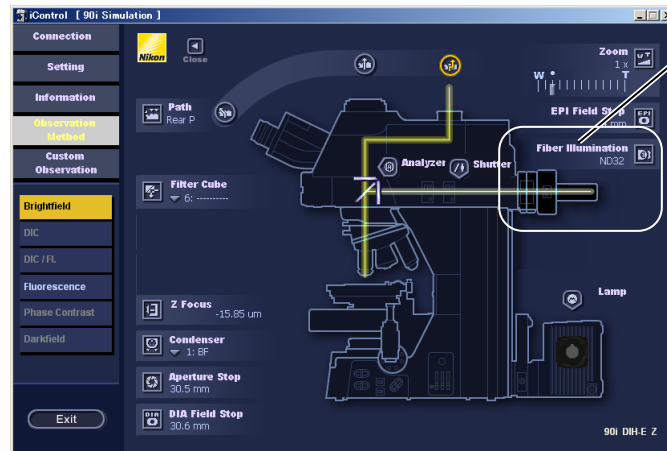 iControl [ 90i Simulation ]
Connection
Setting
Information
Observation
Method
Custom
Observation
Brightfield
DIC
DIC / Fl.
Fluorescence
Phase Contrast
Darkfield
Exit
Nikon
Close
Path
Rear P
Filter Cube
6: ----------
Z Focus
-15.85 um
Condenser
1: BF
Aperture Stop
30.5 mm
DIA Field Stop
DIA
30.6 mm
Analyzer
Shutter
Zoom
1 x
W T
W T
EPI Field Stop
EPI
mm
Fiber Illumination
ND32
Lamp
90i DIH-E Z